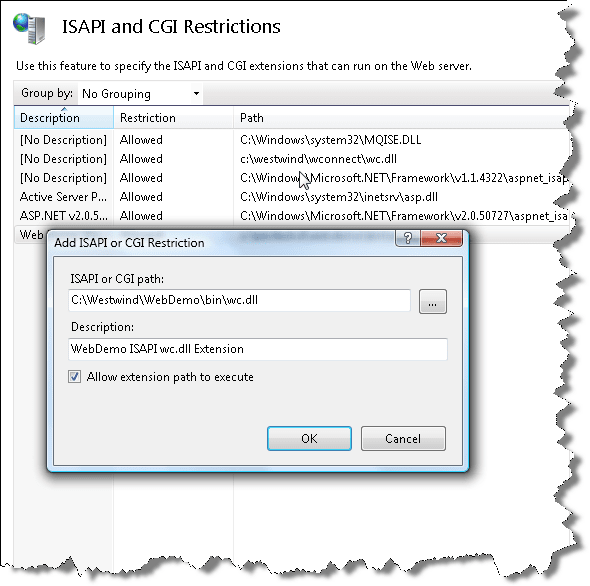 ISAPI and CGI Restrictions
Use this feature to specify the ISAPI and CGI extensions that can run on the Web server.
Group by: No Grouping
Description Restriction Path
[No Description] Allowed C:\Windows\system32\MQISE.DLL
[No Description] Allowed c:\westwind\wconnect\wc.dll
[No Description] Allowed C:\Windows\Microsoft.NET\Framework\v1.1.4322\aspnet_isap
Active Server P... Allowed C:\Windows\system32\inetsrv\asp.dll
ASP.NET v2.0.5... Allowed C:\Windows\Microsoft.NET\Framework\v2.0.50727\aspnet_isa
Web
Add ISAPI or CGI Restriction
ISAPI or CGI path:
C:\Westwind\WebDemo\bin\wc.dll
...
Description:
WebDemo ISAPI wc.dll Extension
Allow extension path to execute
OK Cancel